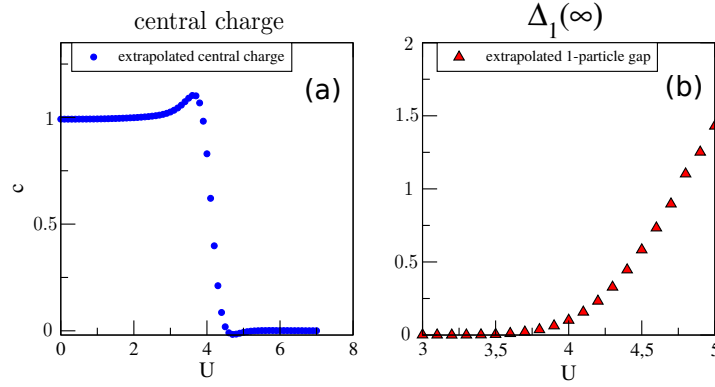 central charge
extrapolated central charge
(a)
1
0.5
0
c
0 2 4 6 8
U
Δ₁(∞)
extrapolated 1-particle gap
(b)
2
1.5
1
0.5
0
3 3,5 4 4,5 5
U